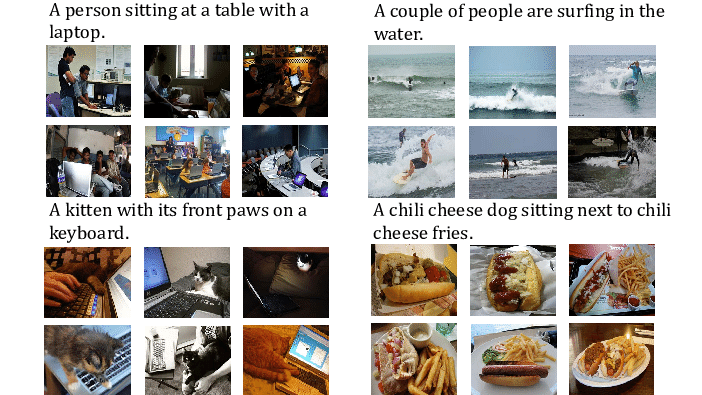 A person sitting at a table with a
laptop.
A couple of people are surfing in the
water.
A kitten with its front paws on a
keyboard.
A chili cheese dog sitting next to chili
cheese fries.